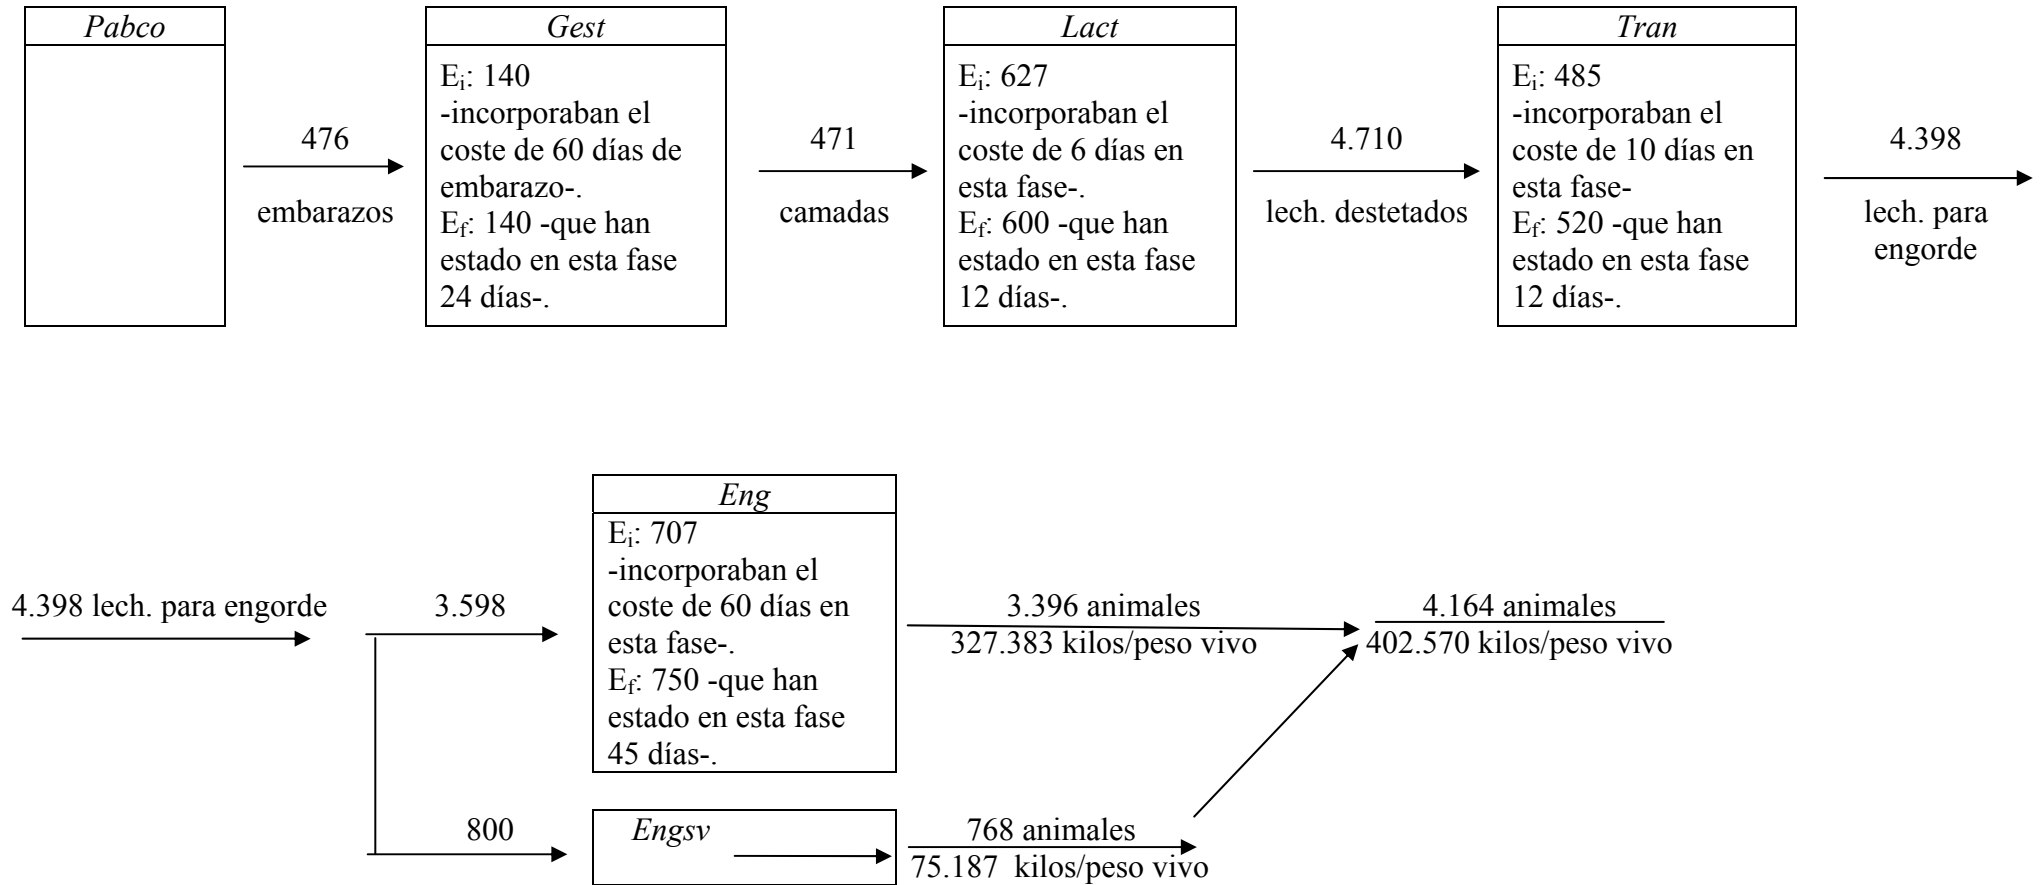 Pabco
Gest
Lact
Tran
476
embarazos
Eᵢ: 140
-incorporaban el
coste de 60 días de
embarazo-.
E_f: 140 -que han
estado en esta fase
24 días-.
471
camadas
Eᵢ: 627
-incorporaban el
coste de 6 días en
esta fase-.
E_f: 600 -que han
estado en esta fase
12 días-.
4.710
lech. destetados
Eᵢ: 485
-incorporaban el
coste de 10 días en
esta fase-
E_f: 520 -que han
estado en esta fase
12 días-.
4.398
lech. para
engorde
4.398 lech. para engorde
3.598
Eng
Eᵢ: 707
-incorporaban el
coste de 60 días en
esta fase-.
E_f: 750 -que han
estado en esta fase
45 días-.
3.396 animales
327.383 kilos/peso vivo
4.164 animales
402.570 kilos/peso vivo
800
Engsv
768 animales
75.187 kilos/peso vivo